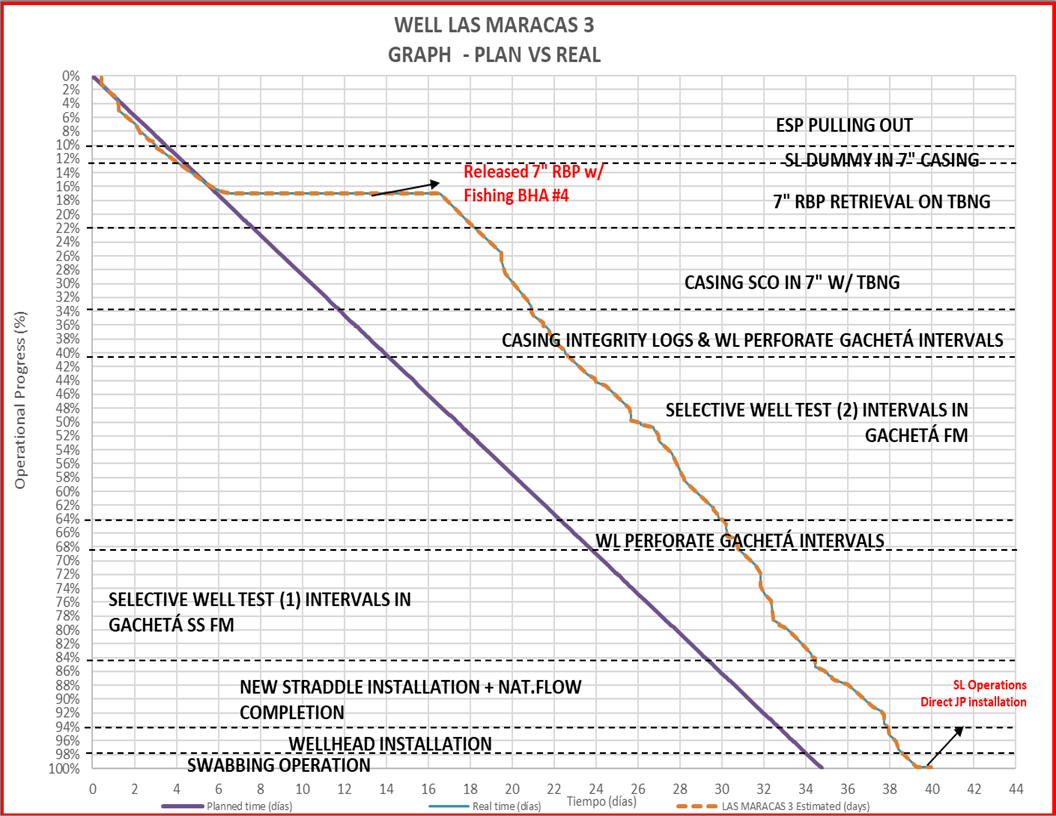 WELL LAS MARACAS 3
GRAPH - PLAN VS REAL
Operational Progress (%)
0%
2%
4%
6%
8%
10%
12%
14%
16%
18%
20%
22%
24%
26%
28%
30%
32%
34%
36%
38%
40%
42%
44%
46%
48%
50%
52%
54%
56%
58%
60%
62%
64%
66%
68%
70%
72%
74%
76%
78%
80%
82%
84%
86%
88%
90%
92%
94%
96%
98%
100%
ESP PULLING OUT
SL DUMMY IN 7" CASING
Released 7" RBP w/
Fishing BHA #4
7" RBP RETRIEVAL ON TBNG
CASING SCO IN 7" W/ TBNG
CASING INTEGRITY LOGS & WL PERFORATE GACHETÁ INTERVALS
SELECTIVE WELL TEST (2) INTERVALS IN
GACHETÁ FM
WL PERFORATE GACHETÁ INTERVALS
SELECTIVE WELL TEST (1) INTERVALS IN
GACHETÁ SS FM
NEW STRADDLE INSTALLATION + NAT.FLOW
COMPLETION
SL Operations
Direct JP installation
WELLHEAD INSTALLATION
SWABBING OPERATION
0 2 4 6 8 10 12 14 16 18 20 22 24 26 28 30 32 34 36 38 40 42 44
Tiempo (días)
Planned time (días) Real time (días) LAS MARACAS 3 Estimated (days)